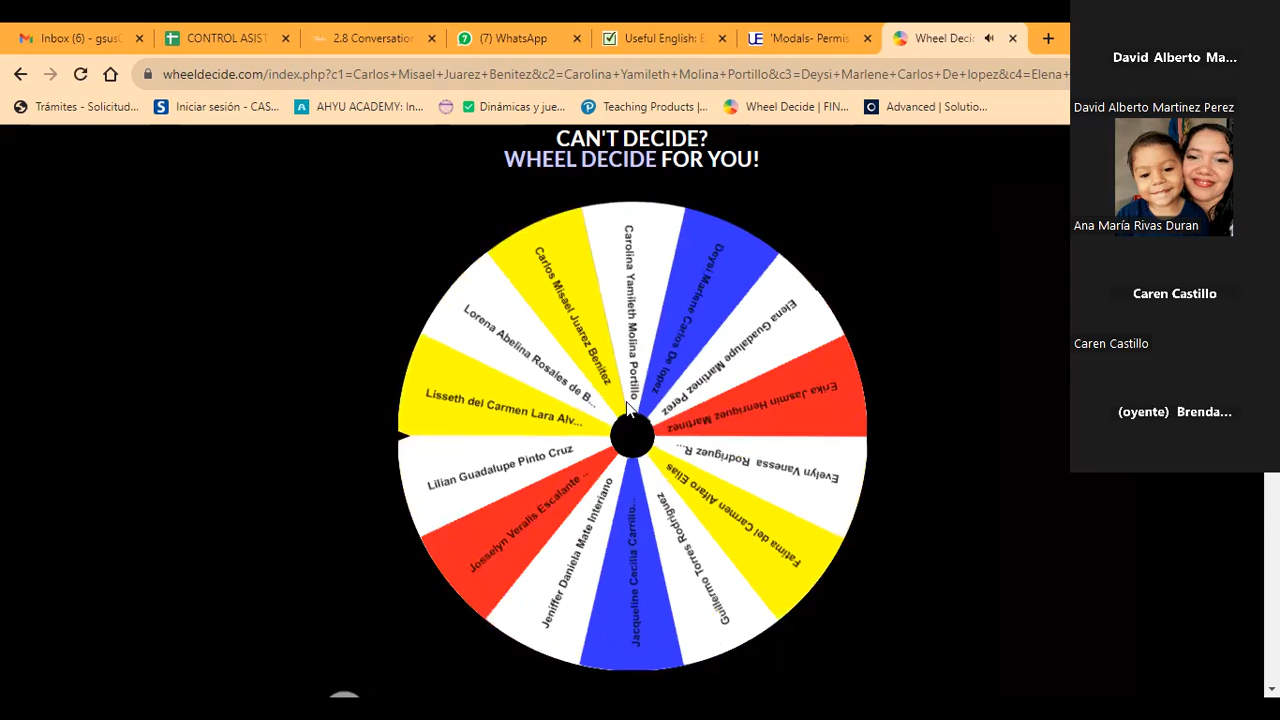 Inbox (6) - gsus
CONTROL ASIST
2.8 Conversation
(7) WhatsApp
Useful English: E
'Modals- Permis
Wheel Deci
wheeldecide.com/index.php?c1=Carlos+Misael+Juarez+Benitez&c2=Carolina+Yamileth+Molina+Portillo&c3=Deysi+Marlene+Carlos+De+lopez&c4=Elena+
Trámites - Solicitud...
Iniciar sesión - CAS...
AHYU ACADEMY: In...
Dinámicas y jue...
Teaching Products |...
Wheel Decide | FIN...
Advanced | Solutio...
CAN'T DECIDE?
WHEEL DECIDE FOR YOU!
Carolina Yamileth Molina Portillo
Deysi Marlene Carlos De lopez
Elena Guadalupe Martinez Perez
Erika Jasmin Henriquez Martinez
Evelyn Vanessa Rodriguez R...
Fatima del Carmen Alfaro Elias
Guillermo Torres Rodriguez
Jacqueline Cecilia Carrillo...
Jeniffer Daniela Mate Interiano
Josselyn Veralis Escalante ...
Lilian Guadalupe Pinto Cruz
Lisseth del Carmen Lara Alv...
Lorena Abelina Rosales de B...
Carlos Misael Juarez Benitez
David Alberto Ma...
David Alberto Martinez Perez
Ana María Rivas Duran
Caren Castillo
Caren Castillo
(oyente) Brenda...